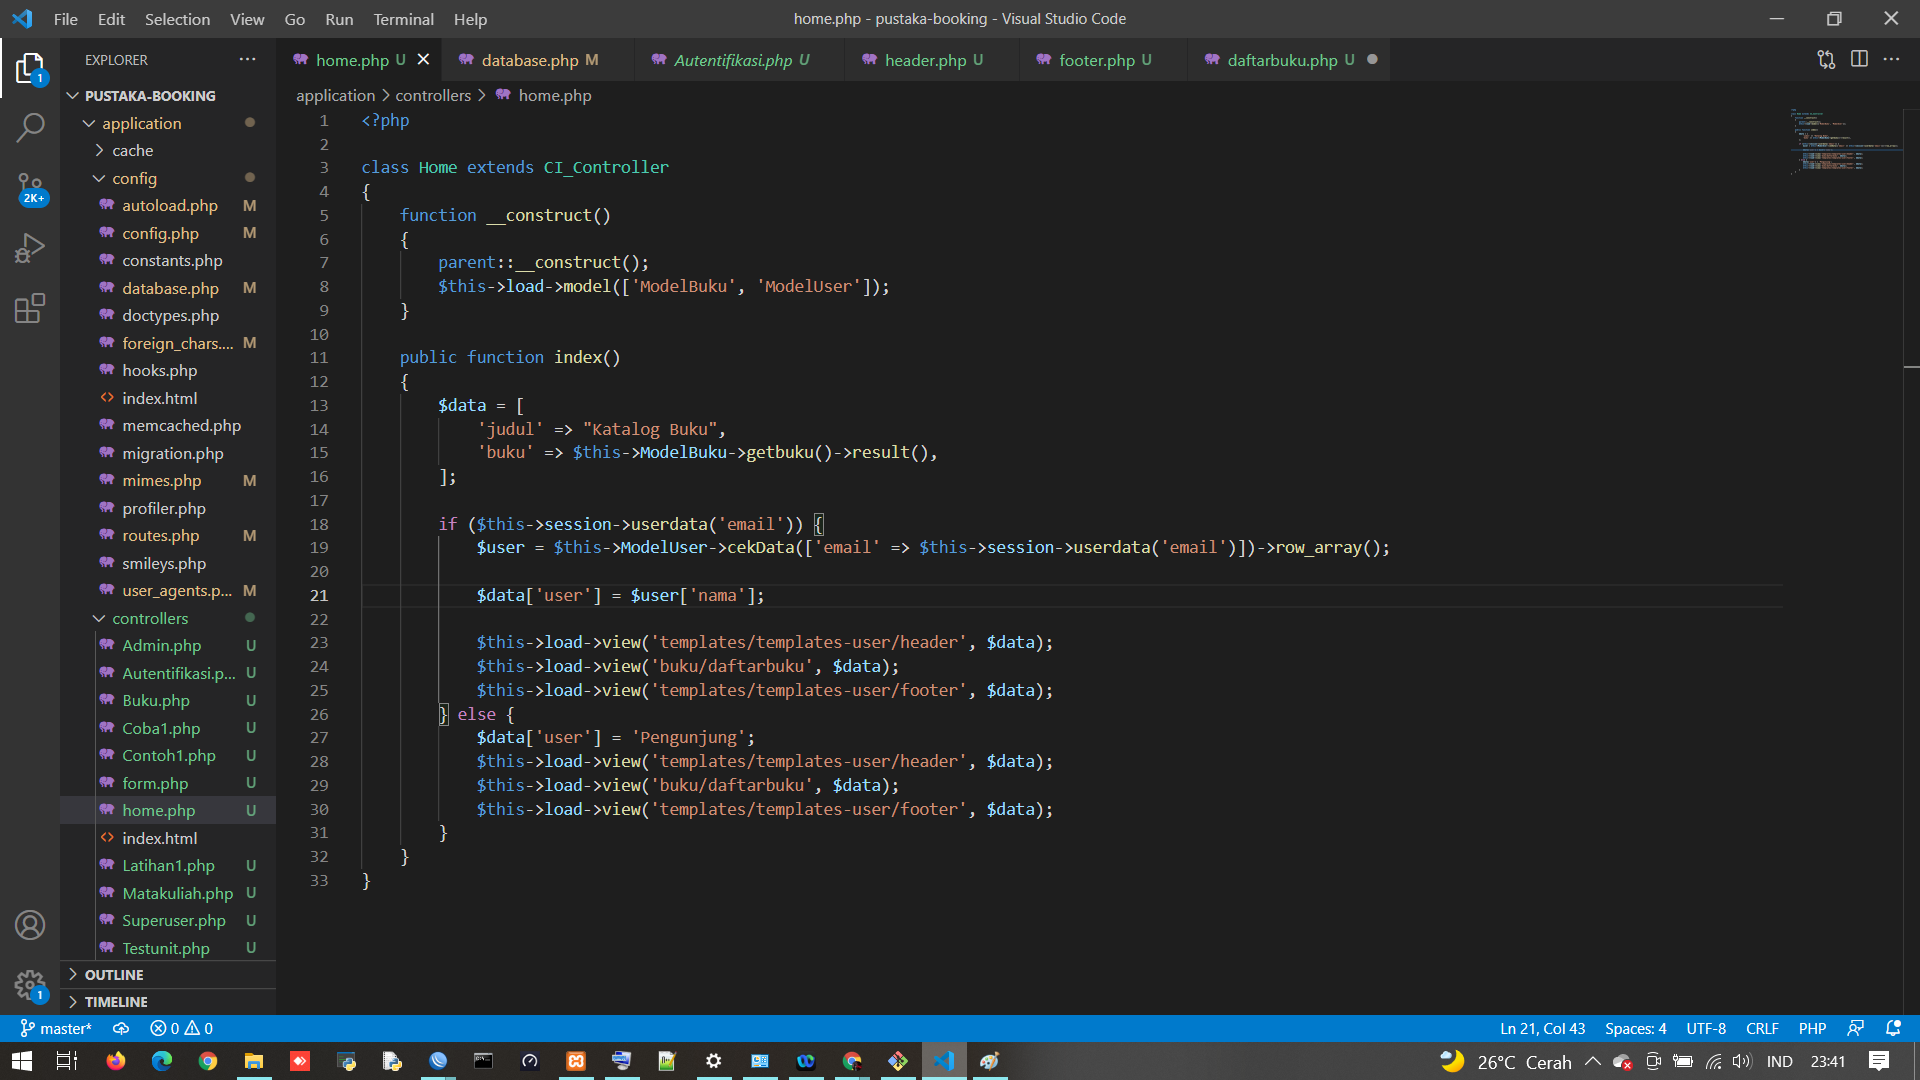 File Edit Selection View Go Run Terminal Help
home.php - pustaka-booking - Visual Studio Code
EXPLORER
home.php U
database.php M
Autentifikasi.php U
header.php U
footer.php U
daftarbuku.php U
application > controllers > home.php
PUSTAKA-BOOKING
application
cache
config
autoload.php M
config.php M
constants.php
database.php M
doctypes.php
foreign_chars.... M
hooks.php
index.html
memcached.php
migration.php
mimes.php M
profiler.php
routes.php M
smileys.php
user_agents.p... M
controllers
Admin.php U
Autentifikasi.p... U
Buku.php U
Coba1.php U
Contoh1.php U
form.php U
home.php U
index.html
Latihan1.php U
Matakuliah.php U
Superuser.php U
Testunit.php U
OUTLINE
TIMELINE
1
2K+
1
1 <?php
2
3 class Home extends CI_Controller
4 {
5 function __construct()
6 {
7 parent::__construct();
8 $this->load->model(['ModelBuku', 'ModelUser']);
9 }
10
11 public function index()
12 {
13 $data = [
14 'judul' => "Katalog Buku",
15 'buku' => $this->ModelBuku->getbuku()->result(),
16 ];
17
18 if ($this->session->userdata('email')) {
19 $user = $this->ModelUser->cekData(['email' => $this->session->userdata('email')])->row_array();
20
21 $data['user'] = $user['nama'];
22
23 $this->load->view('templates/templates-user/header', $data);
24 $this->load->view('buku/daftarbuku', $data);
25 $this->load->view('templates/templates-user/footer', $data);
26 } else {
27 $data['user'] = 'Pengunjung';
28 $this->load->view('templates/templates-user/header', $data);
29 $this->load->view('buku/daftarbuku', $data);
30 $this->load->view('templates/templates-user/footer', $data);
31 }
32 }
33 }
master* 0 0
Ln 21, Col 43 Spaces: 4 UTF-8 CRLF PHP
26°C Cerah IND 23:41